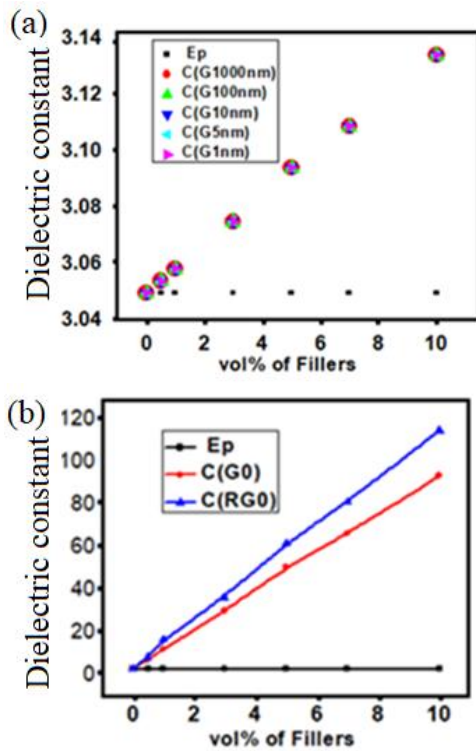 (a)
Dielectric constant
3.14
3.12
3.10
3.08
3.06
3.04
Ep
C(G1000nm)
C(G100nm)
C(G10nm)
C(G5nm)
C(G1nm)
0 2 4 6 8 10
vol% of Fillers
(b)
Dielectric constant
120
100
80
60
40
20
0
Ep
C(G0)
C(RG0)
0 2 4 6 8 10
vol% of Fillers